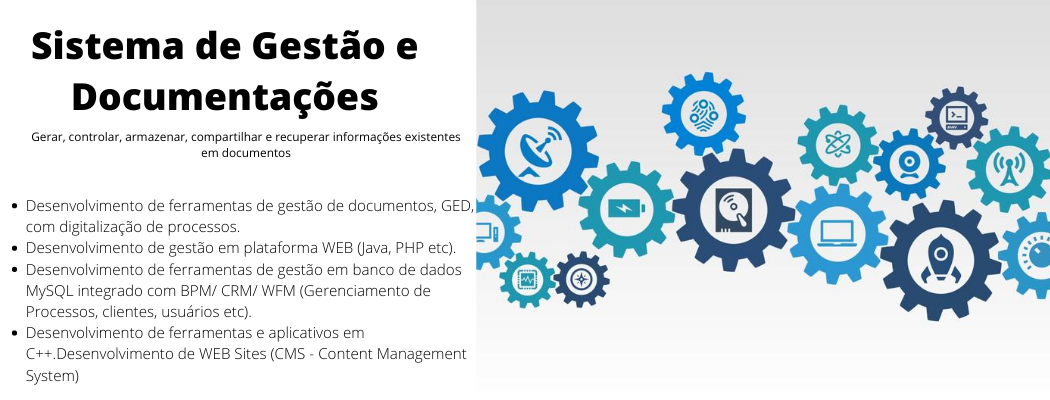 Sistema de Gestão e
Documentações
Gerar, controlar, armazenar, compartilhar e recuperar informações existentes
em documentos
• Desenvolvimento de ferramentas de gestão de documentos, GED,
com digitalização de processos.
• Desenvolvimento de gestão em plataforma WEB (Java, PHP etc).
• Desenvolvimento de ferramentas de gestão em banco de dados
MySQL integrado com BPM/ CRM/ WFM (Gerenciamento de
Processos, clientes, usuários etc).
• Desenvolvimento de ferramentas e aplicativos em
C++.Desenvolvimento de WEB Sites (CMS - Content Management
System)